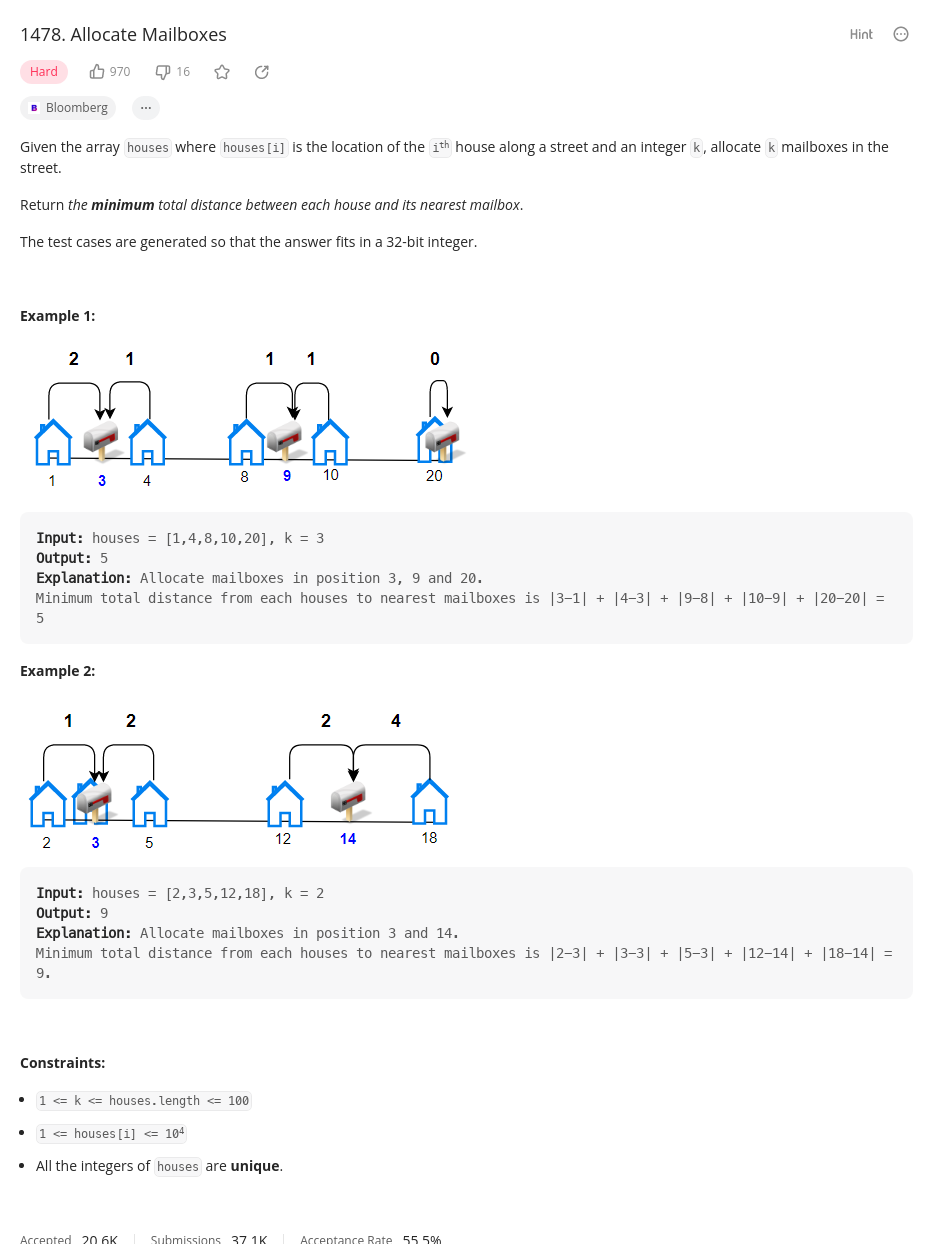 1478. Allocate Mailboxes
Hint
Hard
970
16
B Bloomberg
...
Given the array houses where houses[i] is the location of the ith house along a street and an integer k, allocate k mailboxes in the
street.
Return the minimum total distance between each house and its nearest mailbox.
The test cases are generated so that the answer fits in a 32-bit integer.
Example 1:
2 1 1 1 0
1 3 4 8 9 10 20
Input: houses = [1,4,8,10,20], k = 3
Output: 5
Explanation: Allocate mailboxes in position 3, 9 and 20.
Minimum total distance from each houses to nearest mailboxes is |3-1| + |4-3| + |9-8| + |10-9| + |20-20| =
5
Example 2:
1 2 2 4
2 3 5 12 14 18
Input: houses = [2,3,5,12,18], k = 2
Output: 9
Explanation: Allocate mailboxes in position 3 and 14.
Minimum total distance from each houses to nearest mailboxes is |2-3| + |3-3| + |5-3| + |12-14| + |18-14| =
9.
Constraints:
• 1 <= k <= houses.length <= 100
• 1 <= houses[i] <= 10⁴
• All the integers of houses are unique.
Accepted 20.6K Submissions 37.1K Acceptance Rate 55.5%